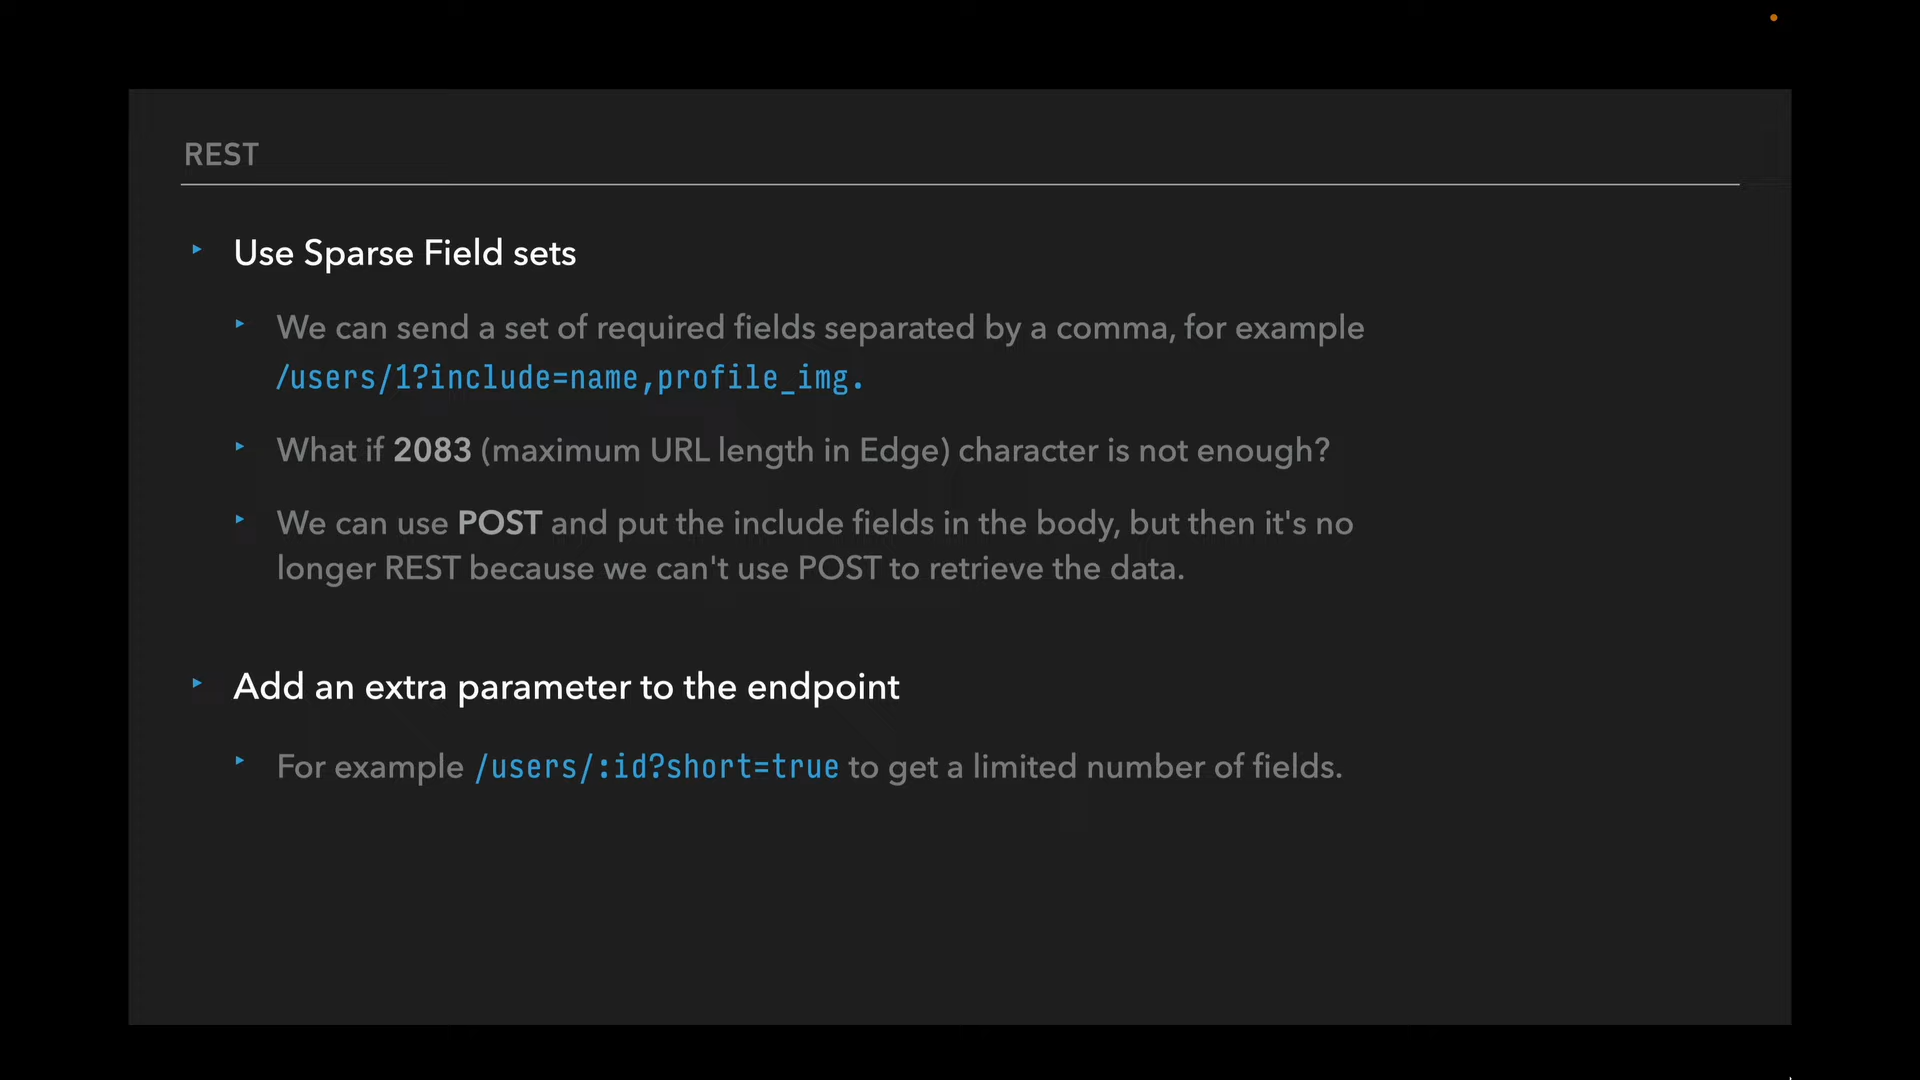 REST
Use Sparse Field sets
We can send a set of required fields separated by a comma, for example
/users/1?include=name,profile_img.
What if 2083 (maximum URL length in Edge) character is not enough?
We can use POST and put the include fields in the body, but then it's no
longer REST because we can't use POST to retrieve the data.
Add an extra parameter to the endpoint
For example /users/:id?short=true to get a limited number of fields.